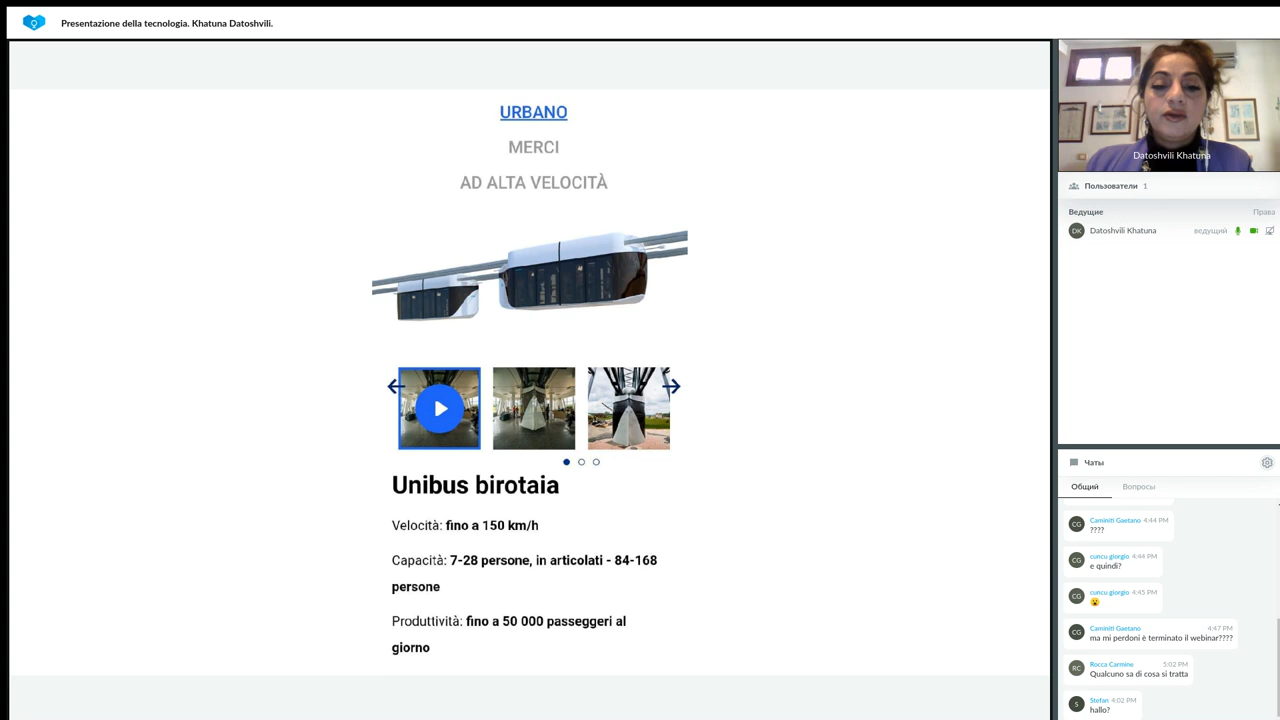 Presentazione della tecnologia. Khatuna Datoshvili.
URBANO
MERCI
AD ALTA VELOCITÀ
Unibus birotaia
Velocità: fino a 150 km/h
Capacità: 7-28 persone, in articolati - 84-168
persone
Produttività: fino a 50 000 passeggeri al
giorno
Datoshvili Khatuna
Пользователи 1
Ведущие Права
DK Datoshvili Khatuna ведущий
Чаты
Общий Вопросы
CG Caminiti Gaetano 4:44 PM
????
CG cuncu giorgio 4:44 PM
e quindi?
CG cuncu giorgio 4:45 PM
😮
CG Caminiti Gaetano 4:47 PM
ma mi perdoni è terminato il webinar????
RC Rocca Carmine 5:02 PM
Qualcuno sa di cosa si tratta
S Stefan 4:02 PM
hallo?